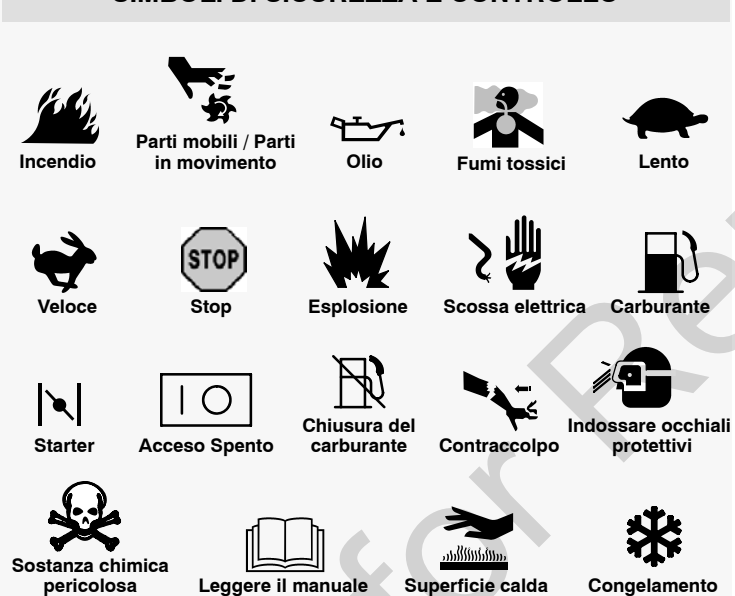 SIMBOLI DI SICUREZZA E CONTROLLO
Incendio
Parti mobili / Parti
in movimento
Olio
Fumi tossici
Lento
STOP
Veloce
Stop
Esplosione
Scossa elettrica
Carburante
Starter
Acceso Spento
Chiusura del
carburante
Contraccolpo
Indossare occhiali
protettivi
Sostanza chimica
pericolosa
Leggere il manuale
Superficie calda
Congelamento
for Re